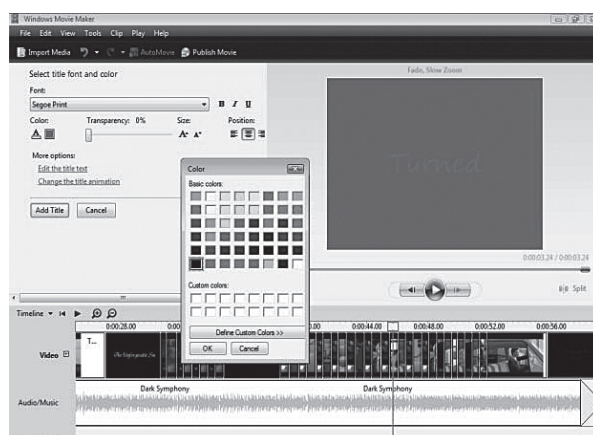 Windows Movie Maker
File Edit View Tools Clip Play Help
Import Media AutoMovie Publish Movie
Select title font and color
Font:
Segoe Print
B I U
Color: Transparency: 0% Size: Position:
More options:
Edit the title text
Change the title animation
Add Title Cancel
Fade, Slow Zoom
Turned
0:00:03.24 / 0:00:03.24
Split
Color
Basic colors:
Custom colors:
Define Custom Colors >>
OK Cancel
Timeline
0:00:28.00 0:00:44.00 0:00:48.00 0:00:52.00 0:00:56.00
Video T...
Dark Symphony Dark Symphony
Audio/Music